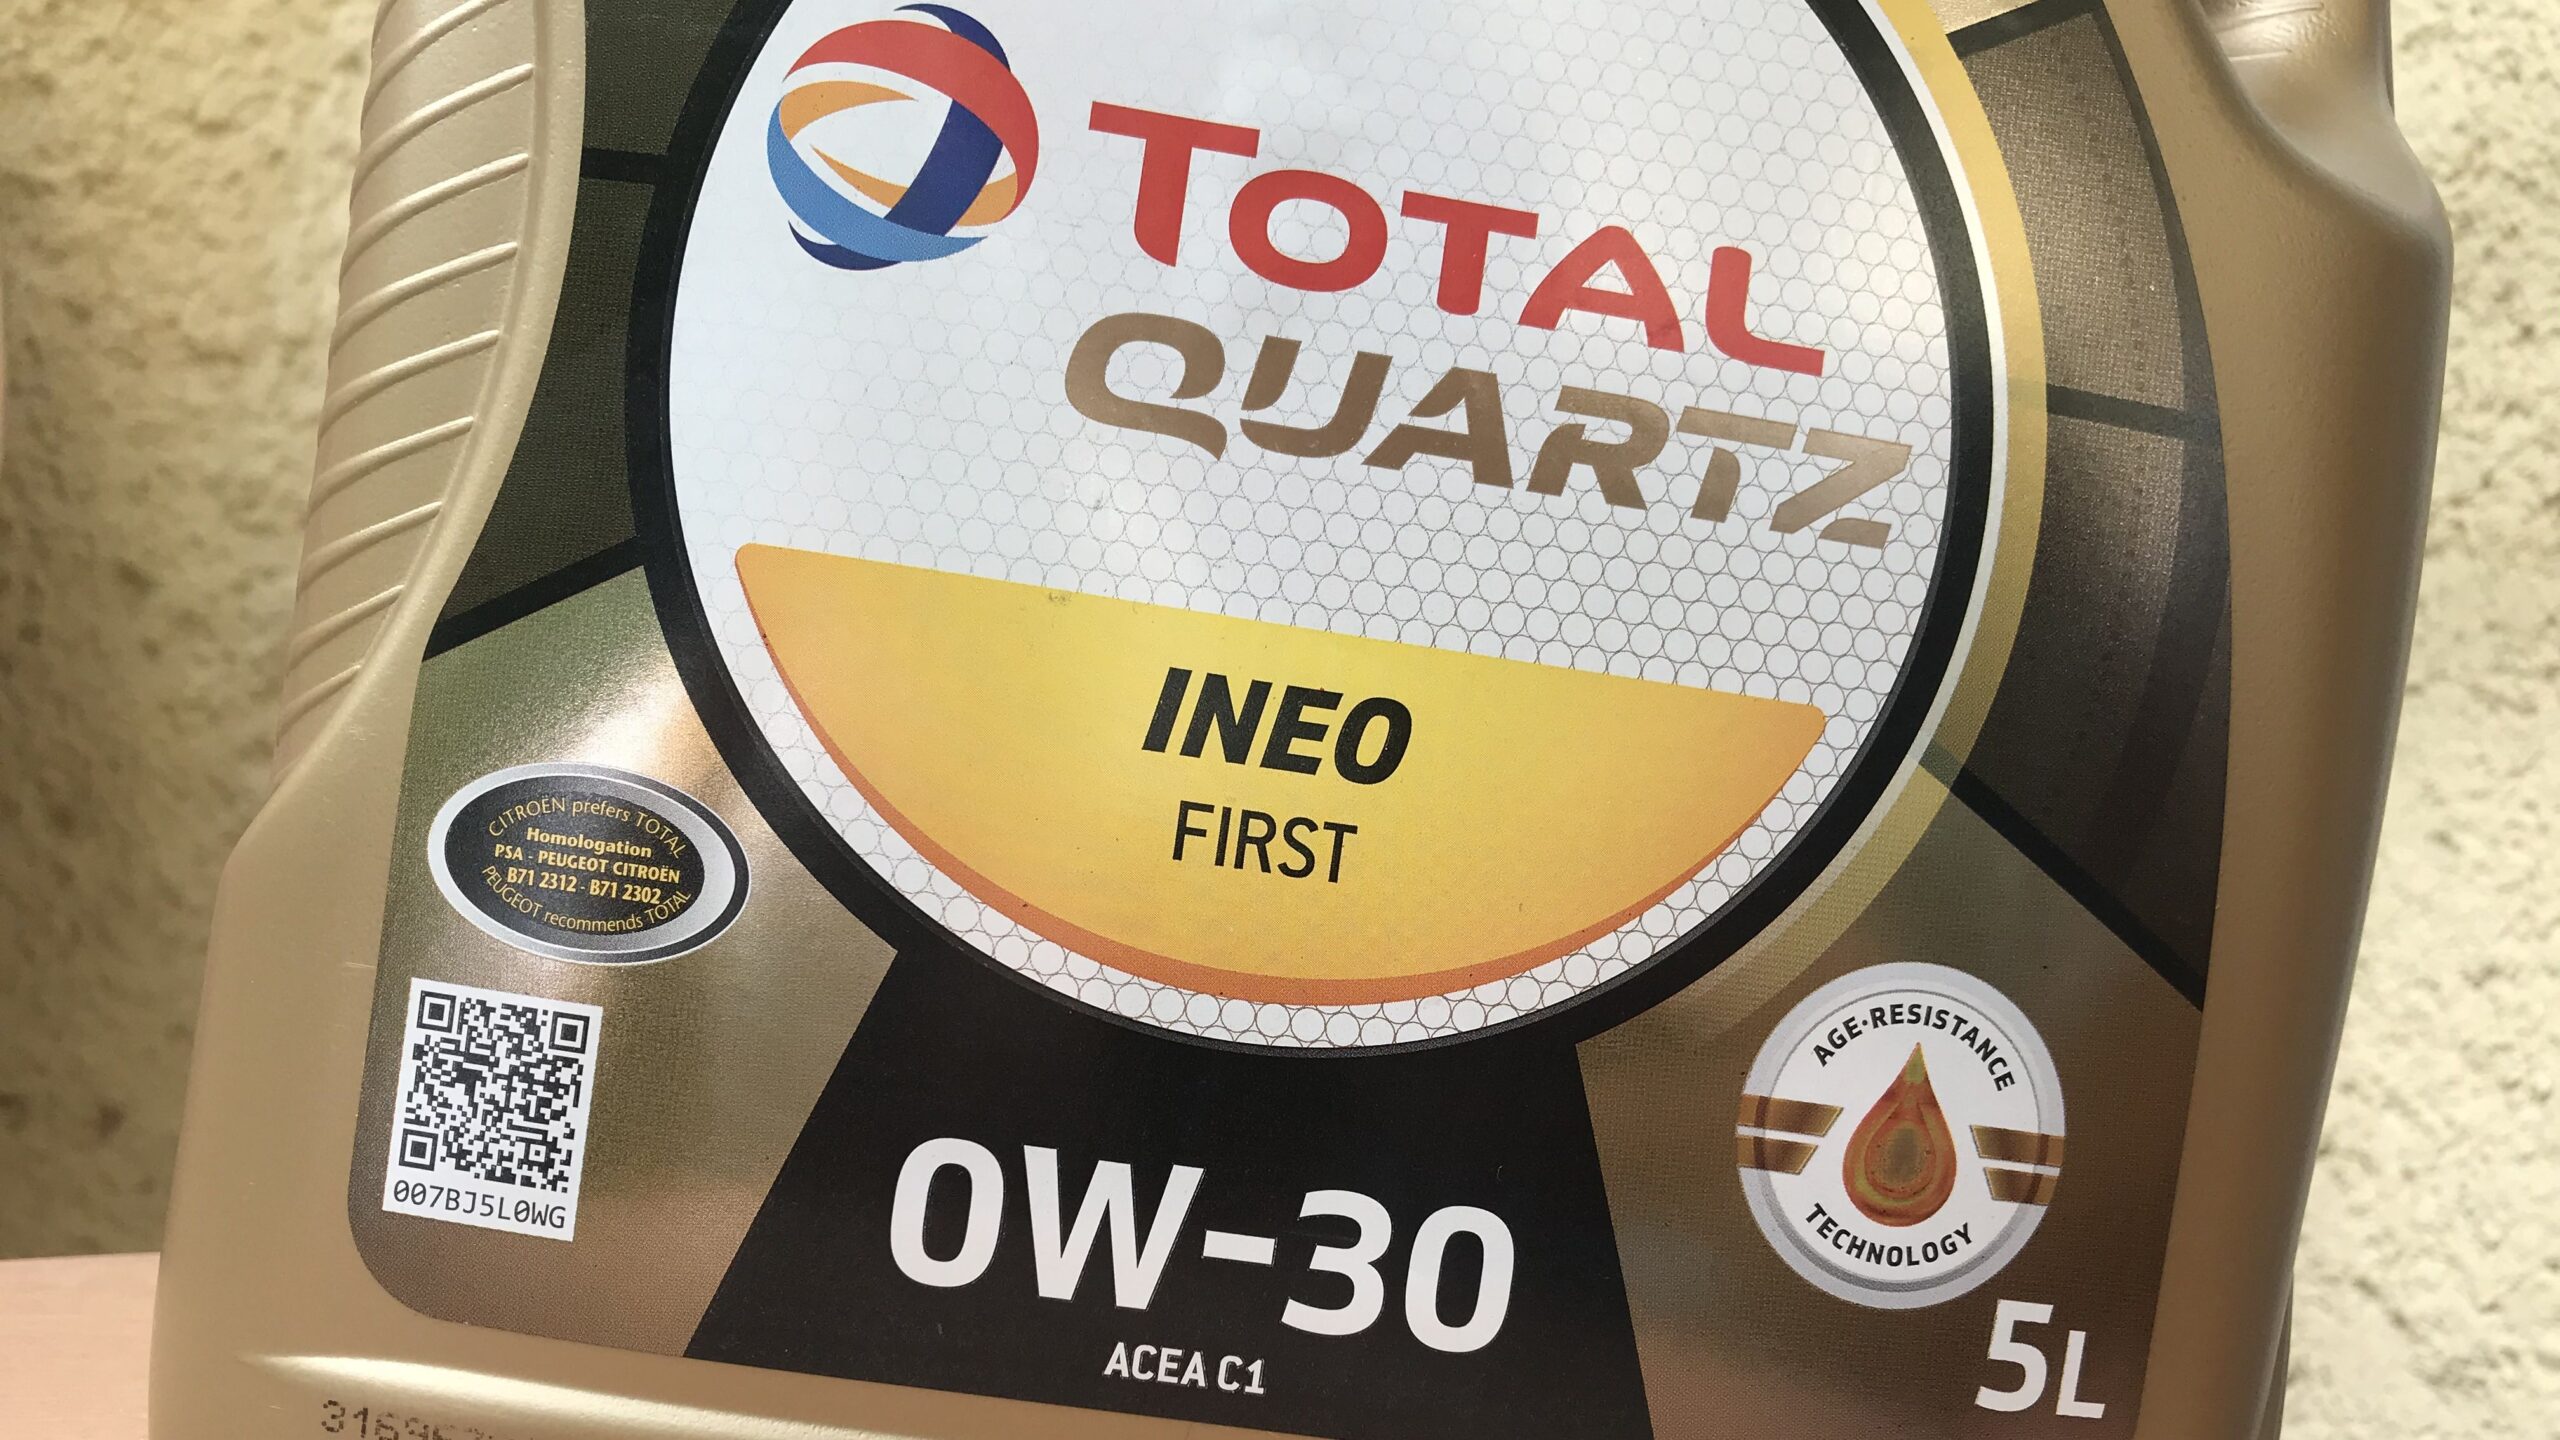 TOTAL
QUARTZ
INEO
FIRST
CITROËN prefers TOTAL
Homologation
PSA - PEUGEOT CITROËN
B71 2312 - B71 2302
PEUGEOT recommends TOTAL
007BJ5L0WG
AGE•RESISTANCE
TECHNOLOGY
0W-30
ACEA C1
5L